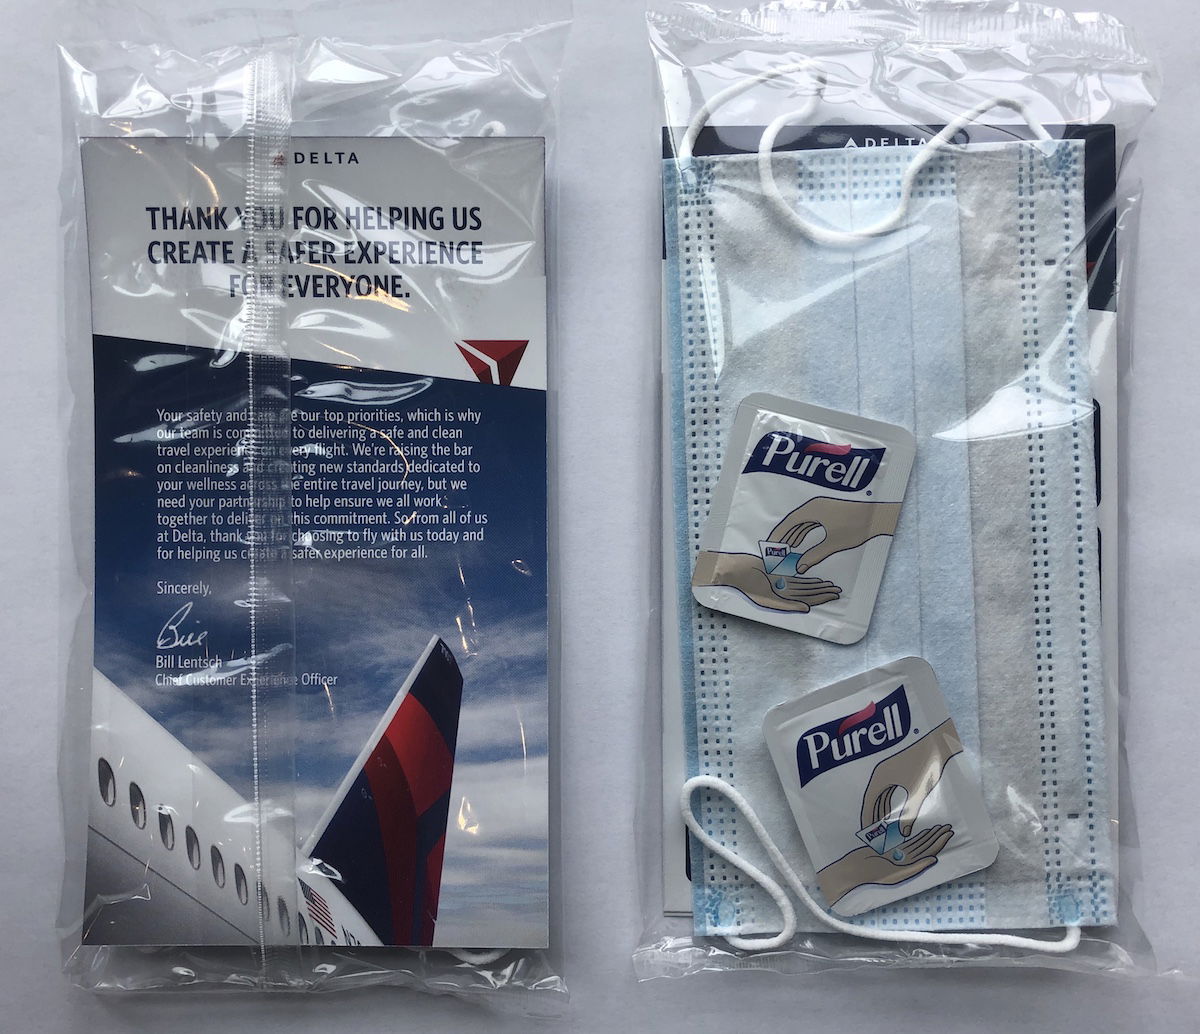 DELTA
THANK YOU FOR HELPING US
CREATE A SAFER EXPERIENCE
FOR EVERYONE.
Your safety and care are our top priorities, which is why
our team is committed to delivering a safe and clean
travel experience on every flight. We're raising the bar
on cleanliness and creating new standards dedicated to
your wellness across the entire travel journey, but we
need your partnership to help ensure we all work
together to deliver on this commitment. So from all of us
at Delta, thank you for choosing to fly with us today and
for helping us create a safer experience for all.
Sincerely,
Bill
Bill Lentsch
Chief Customer Experience Officer
DELTA
Purell®
Purell
Purell®
Purell